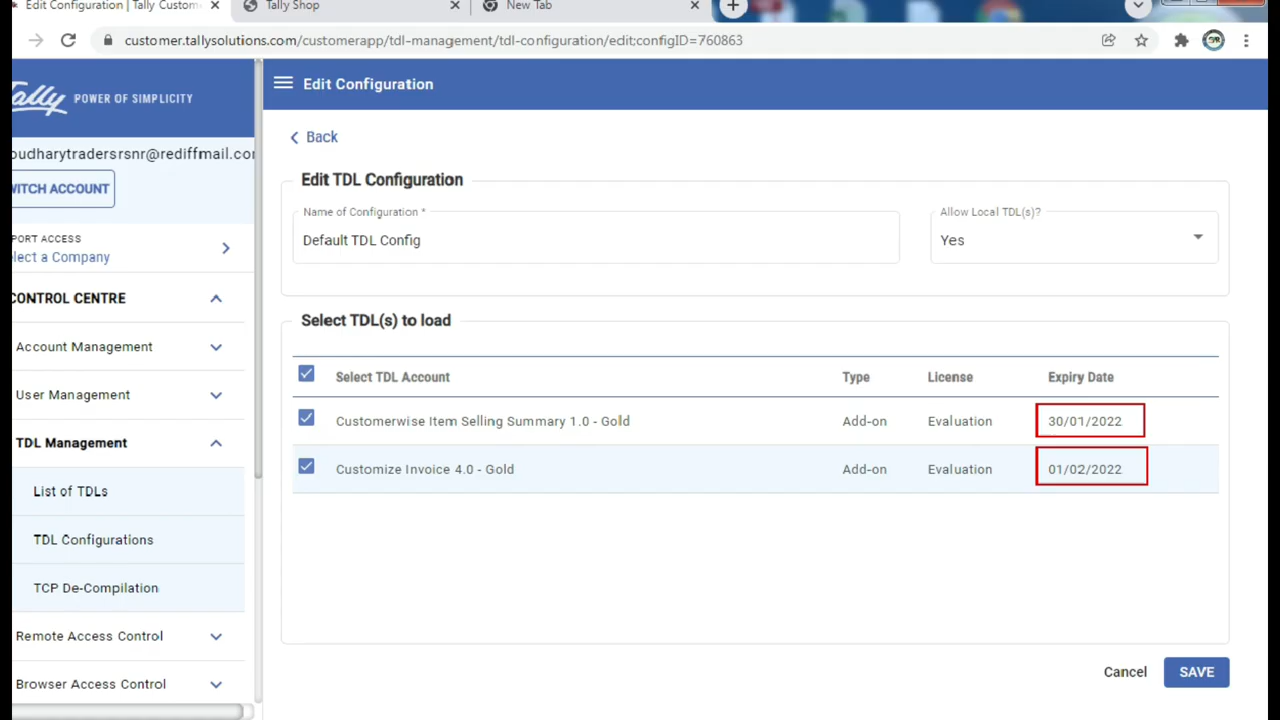 Edit Configuration | Tally Custom
Tally Shop
New Tab
customer.tallysolutions.com/customerapp/tdl-management/tdl-configuration/edit;configID=760863
Tally POWER OF SIMPLICITY
Edit Configuration
Back
oudharytradersrsnr@rediffmail.co
WITCH ACCOUNT
PORT ACCESS
lect a Company
CONTROL CENTRE
Account Management
User Management
TDL Management
List of TDLs
TDL Configurations
TCP De-Compilation
Remote Access Control
Browser Access Control
Edit TDL Configuration
Name of Configuration *
Default TDL Config
Allow Local TDL(s)?
Yes
Select TDL(s) to load
Select TDL Account Type License Expiry Date
Customerwise Item Selling Summary 1.0 - Gold Add-on Evaluation 30/01/2022
Customize Invoice 4.0 - Gold Add-on Evaluation 01/02/2022
Cancel SAVE